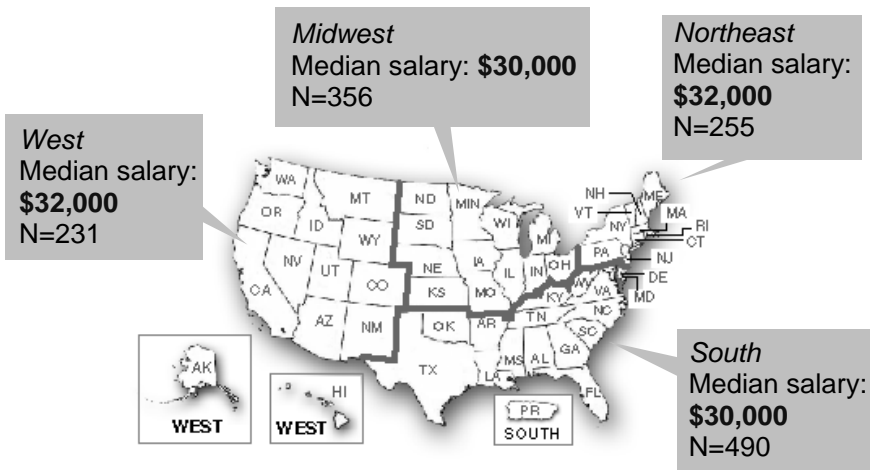 Midwest
Median salary: $30,000
N=356
Northeast
Median salary:
$32,000
N=255
West
Median salary:
$32,000
N=231
WA
MT
ND
MIN
OR
ID
WY
SD
WI
MI
NH
VT
ME
MA
NY
RI
CT
NV
UT
CO
NE
KS
IA
MO
IL
IN
OH
PA
NJ
DE
MD
CA
AZ
NM
OK
AR
KY
WV
VA
TN
NC
SC
TX
LA
MS
AL
GA
FL
South
Median salary:
$30,000
N=490
AK
WEST
HI
WEST
PR
SOUTH